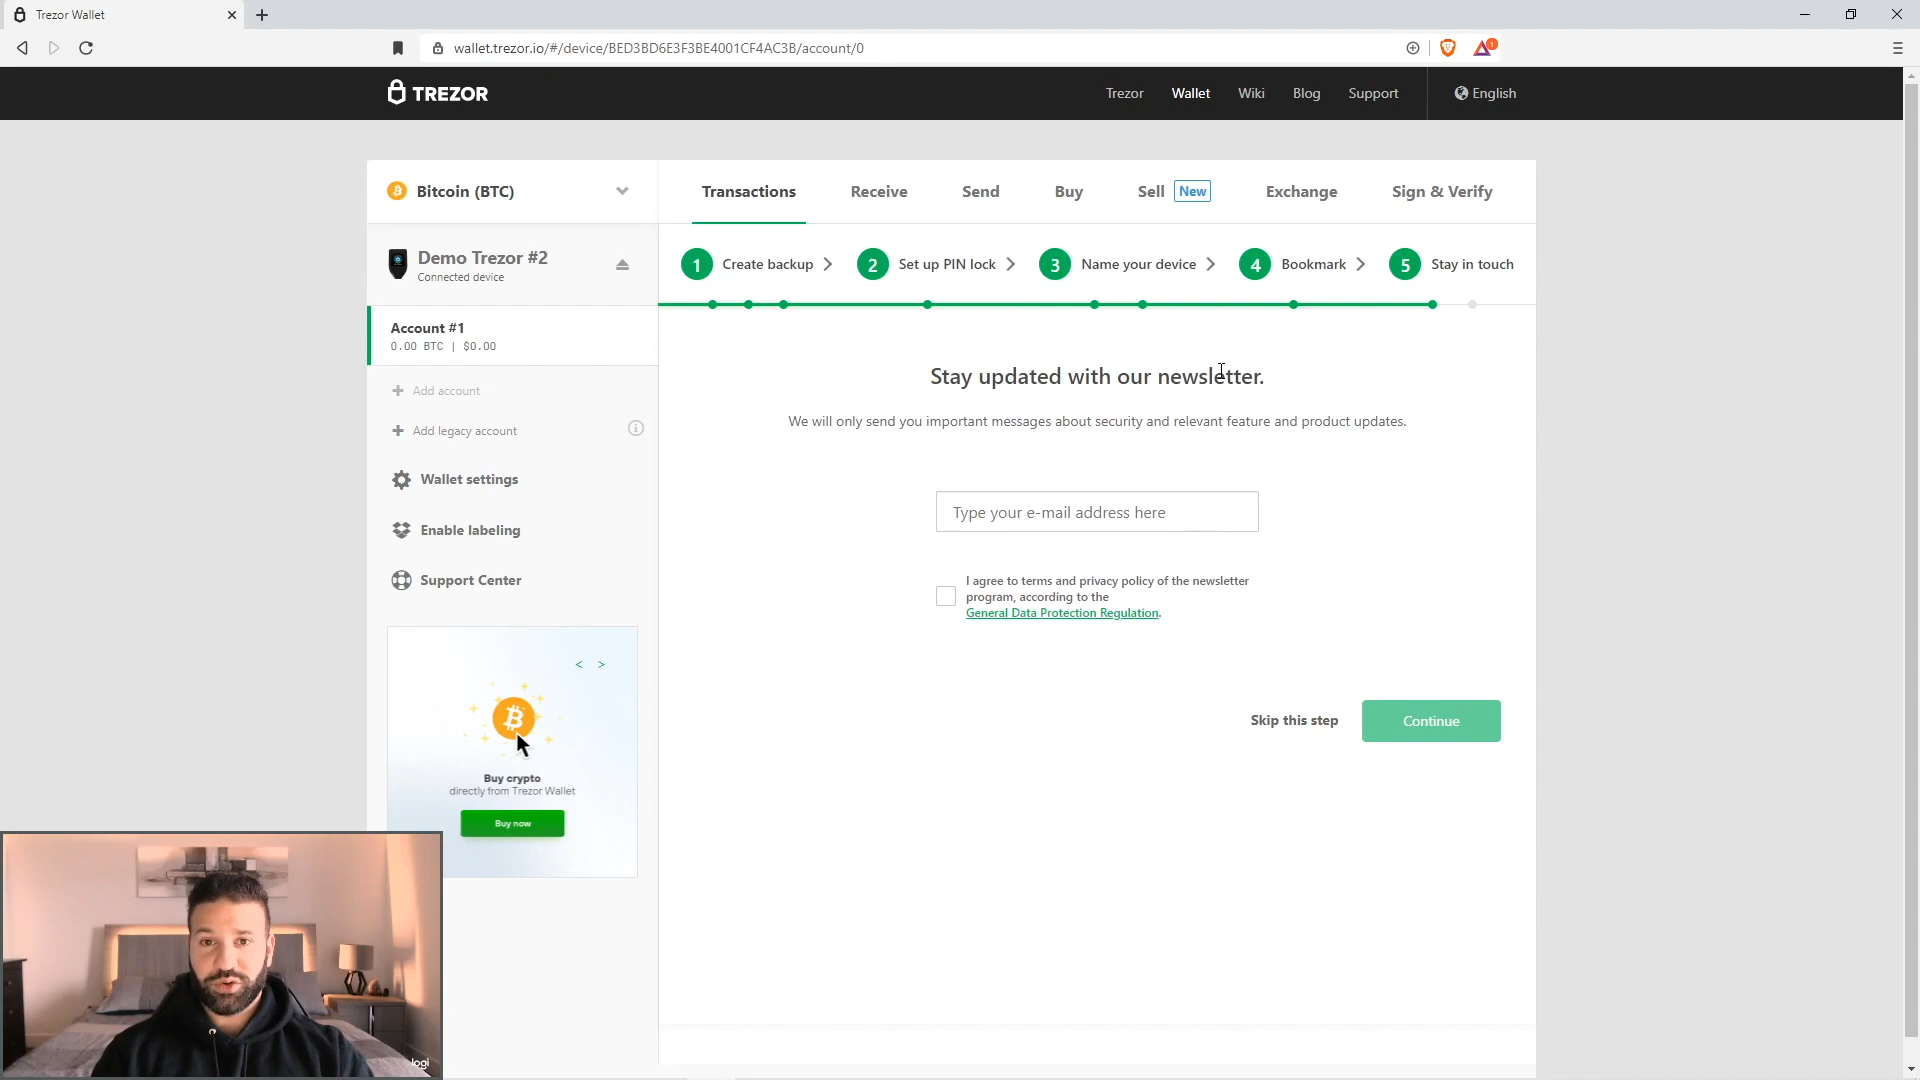 Trezor Wallet
wallet.trezor.io/#/device/BED3BD6E3F3BE4001CF4AC3B/account/0
1
TREZOR
Trezor
Wallet
Wiki
Blog
Support
English
Bitcoin (BTC)
Transactions
Receive
Send
Buy
Sell New
Exchange
Sign & Verify
Demo Trezor #2
Connected device
1 Create backup
2 Set up PIN lock
3 Name your device
4 Bookmark
5 Stay in touch
Account #1
0.00 BTC | $0.00
Add account
Add legacy account
Wallet settings
Enable labeling
Support Center
Stay updated with our newsletter.
We will only send you important messages about security and relevant feature and product updates.
Type your e-mail address here
I agree to terms and privacy policy of the newsletter
program, according to the
General Data Protection Regulation.
Skip this step
Continue
< >
Buy crypto
directly from Trezor Wallet
Buy now
logi